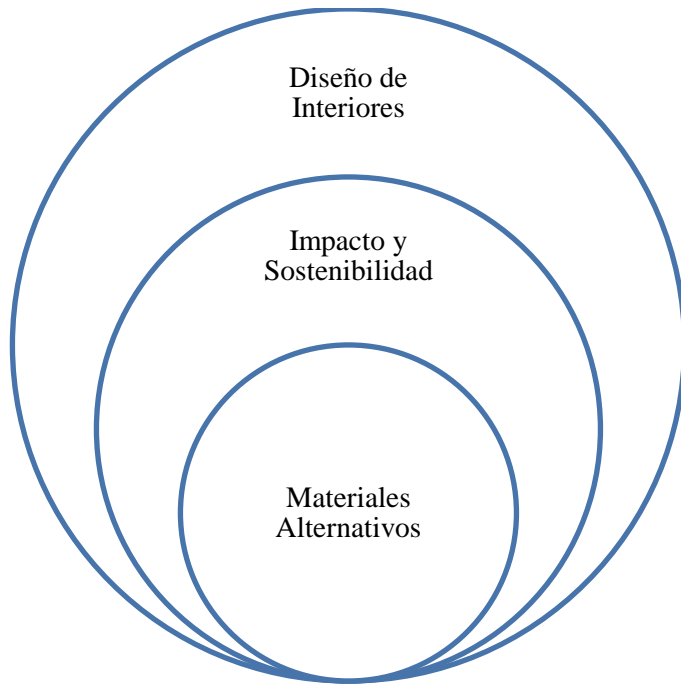 Diseño de
Interiores
Impacto y
Sostenibilidad
Materiales
Alternativos